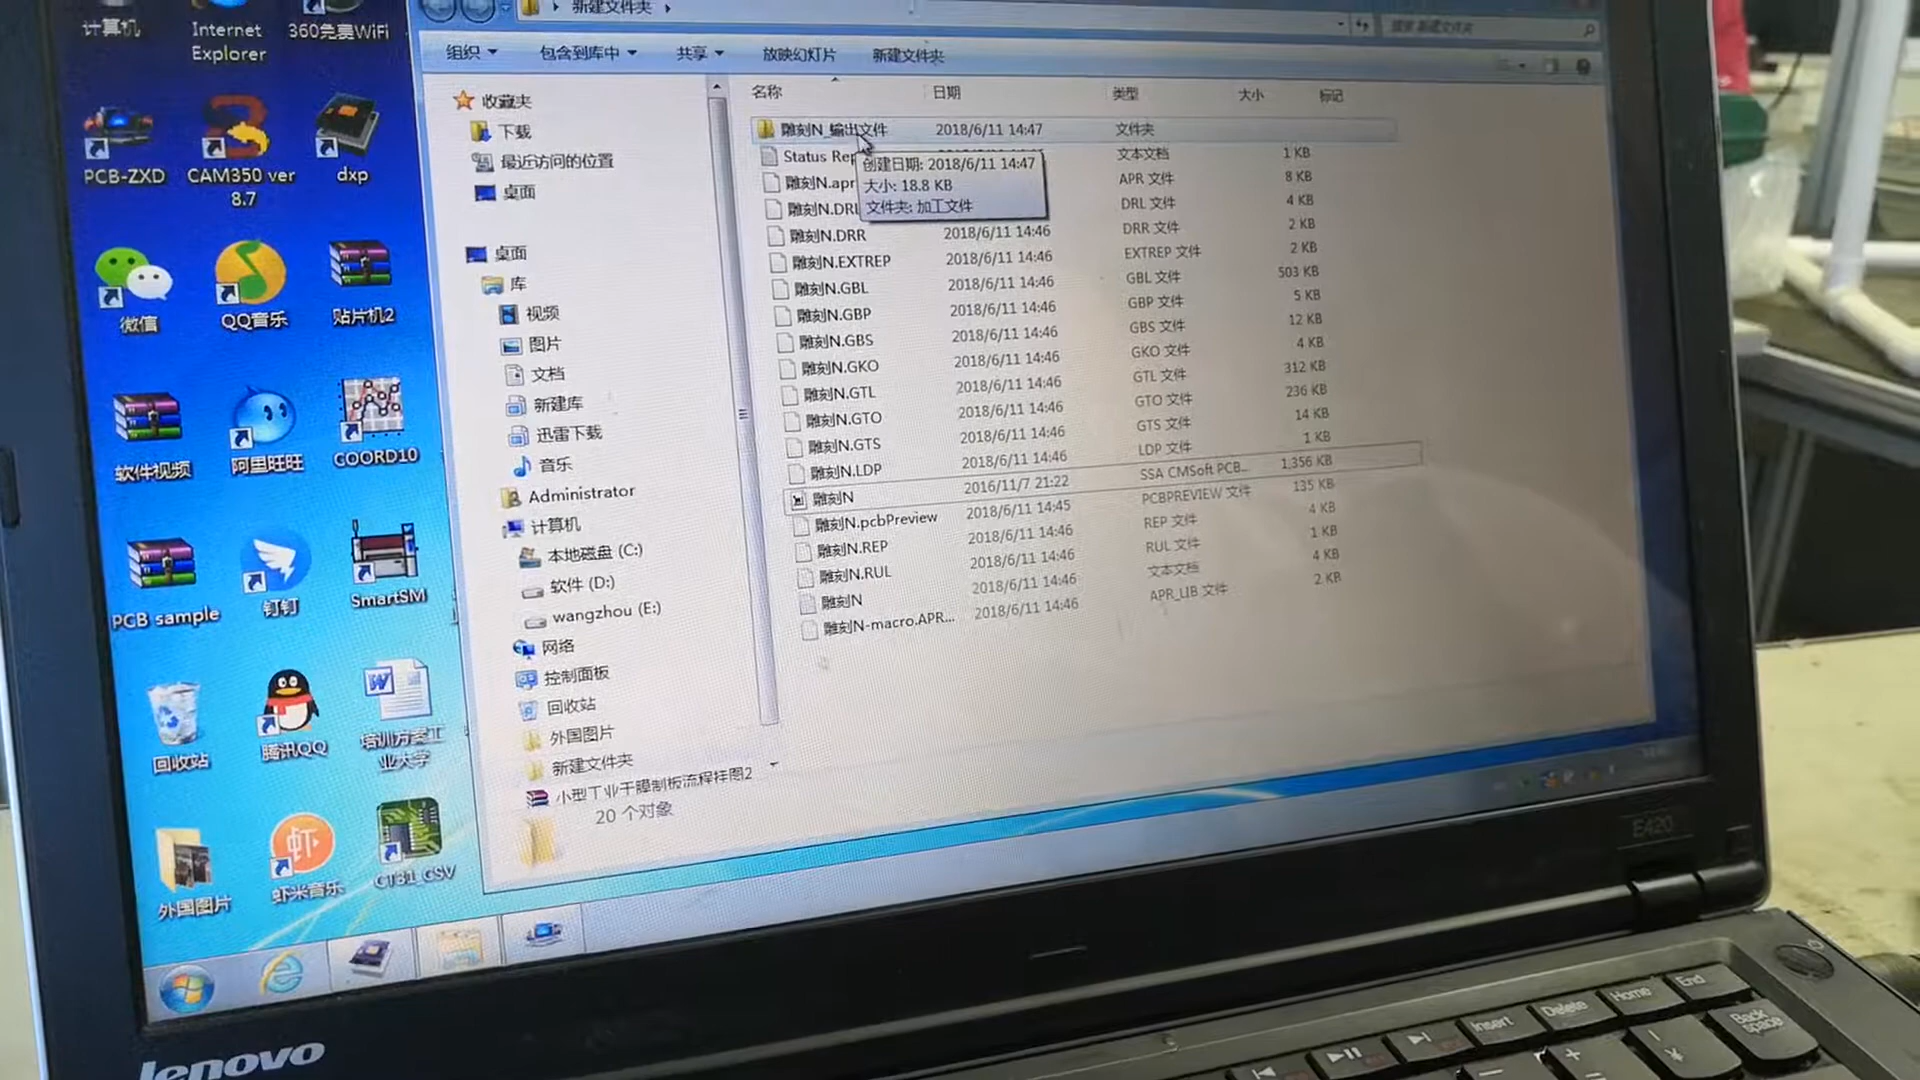 计算机
Internet
Explorer
360免费WiFi
PCB-ZXD
CAM350 ver
8.7
dxp
微信
QQ音乐
贴片机2
软件视频
阿里旺旺
COORD10
PCB sample
钉钉
SmartSM
回收站
腾讯QQ
培训方案工
业大学
外国图片
虾米音乐
CT31_CSV
新建文件夹
组织
包含到库中
共享
放映幻灯片
新建文件夹
收藏夹
下载
最近访问的位置
桌面
桌面
库
视频
图片
文档
新建库
迅雷下载
音乐
Administrator
计算机
本地磁盘 (C:)
软件 (D:)
wangzhou (E:)
网络
控制面板
回收站
外国图片
新建文件夹
小型工业干膜制板流程挂图2
20 个对象
名称 日期 类型 大小 标记
雕刻N_输出文件 2018/6/11 14:47 文件夹
Status Rep 文本文档 1 KB
雕刻N.apr APR 文件 8 KB
雕刻N.DRL DRL 文件 4 KB
雕刻N.DRR 2018/6/11 14:46 DRR 文件 2 KB
雕刻N.EXTREP 2018/6/11 14:46 EXTREP 文件 2 KB
雕刻N.GBL 2018/6/11 14:46 GBL 文件 503 KB
雕刻N.GBP 2018/6/11 14:46 GBP 文件 5 KB
雕刻N.GBS 2018/6/11 14:46 GBS 文件 12 KB
雕刻N.GKO 2018/6/11 14:46 GKO 文件 4 KB
雕刻N.GTL 2018/6/11 14:46 GTL 文件 312 KB
雕刻N.GTO 2018/6/11 14:46 GTO 文件 236 KB
雕刻N.GTS 2018/6/11 14:46 GTS 文件 14 KB
雕刻N.LDP 2018/6/11 14:46 LDP 文件 1 KB
雕刻N 2016/11/7 21:22 SSA CMSoft PCB... 1,356 KB
雕刻N.pcbPreview 2018/6/11 14:45 PCBPREVIEW 文件 135 KB
雕刻N.REP 2018/6/11 14:46 REP 文件 4 KB
雕刻N.RUL 2018/6/11 14:46 RUL 文件 1 KB
雕刻N 2018/6/11 14:46 文本文档 4 KB
雕刻N-macro.APR... 2018/6/11 14:46 APR_LIB 文件 2 KB
创建日期: 2018/6/11 14:47
大小: 18.8 KB
文件夹: 加工文件
E420
lenovo
Insert
Delete
Home
End
Back
space